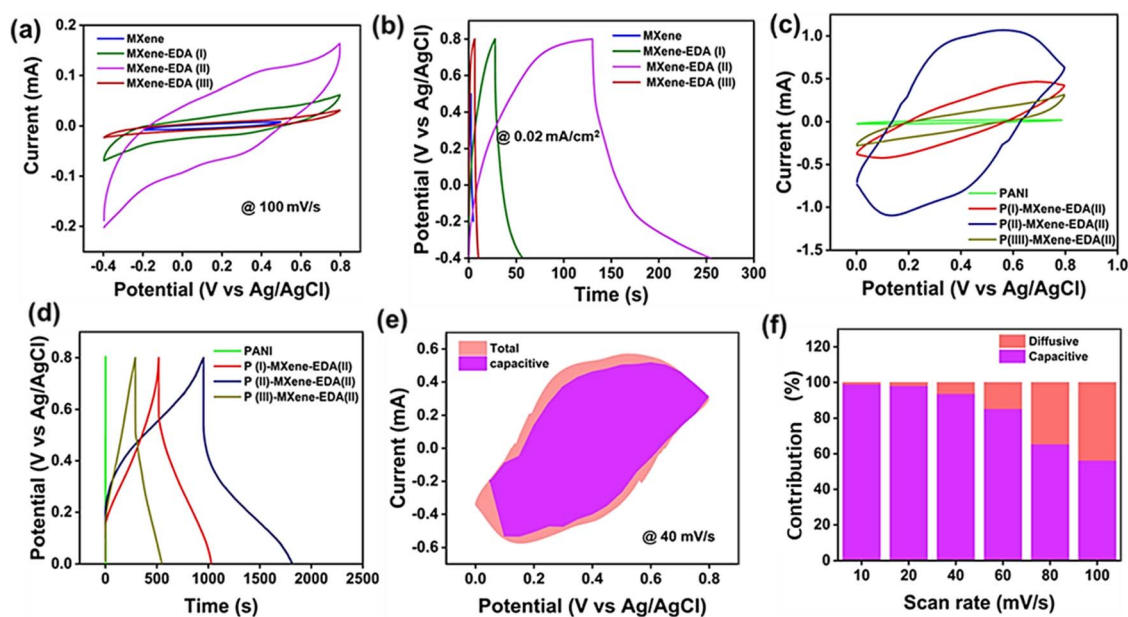 (a)
MXene
MXene-EDA (I)
MXene-EDA (II)
MXene-EDA (III)
@ 100 mV/s
Current (mA)
0.2
0.1
0.0
-0.1
-0.2
-0.4 -0.2 0.0 0.2 0.4 0.6 0.8
Potential (V vs Ag/AgCl)
(b)
MXene
MXene-EDA (I)
MXene-EDA (II)
MXene-EDA (III)
@ 0.02 mA/cm²
Potential (V vs Ag/AgCl)
0.8
0.4
0.0
-0.4
0 50 100 150 200 250 300
Time (s)
(c)
PANI
P(I)-MXene-EDA(II)
P(II)-MXene-EDA(II)
P(IIII)-MXene-EDA(II)
Current (mA)
1.0
0.5
0.0
-0.5
-1.0
-1.5
0.0 0.2 0.4 0.6 0.8 1.0
Potential (V vs Ag/AgCl)
(d)
PANI
P (I)-MXene-EDA(II)
P (II)-MXene-EDA(II)
P (III)-MXene-EDA(II)
Potential (V vs Ag/AgCl)
0.8
0.6
0.4
0.2
0.0
0 500 1000 1500 2000 2500
Time (s)
(e)
Total
capacitive
@ 40 mV/s
Current (mA)
0.6
0.4
0.2
0.0
-0.2
-0.4
-0.6
0.0 0.2 0.4 0.6 0.8
Potential (V vs Ag/AgCl)
(f)
Diffusive
Capacitive
Contribution (%)
100
80
60
40
20
0
10 20 40 60 80 100
Scan rate (mV/s)